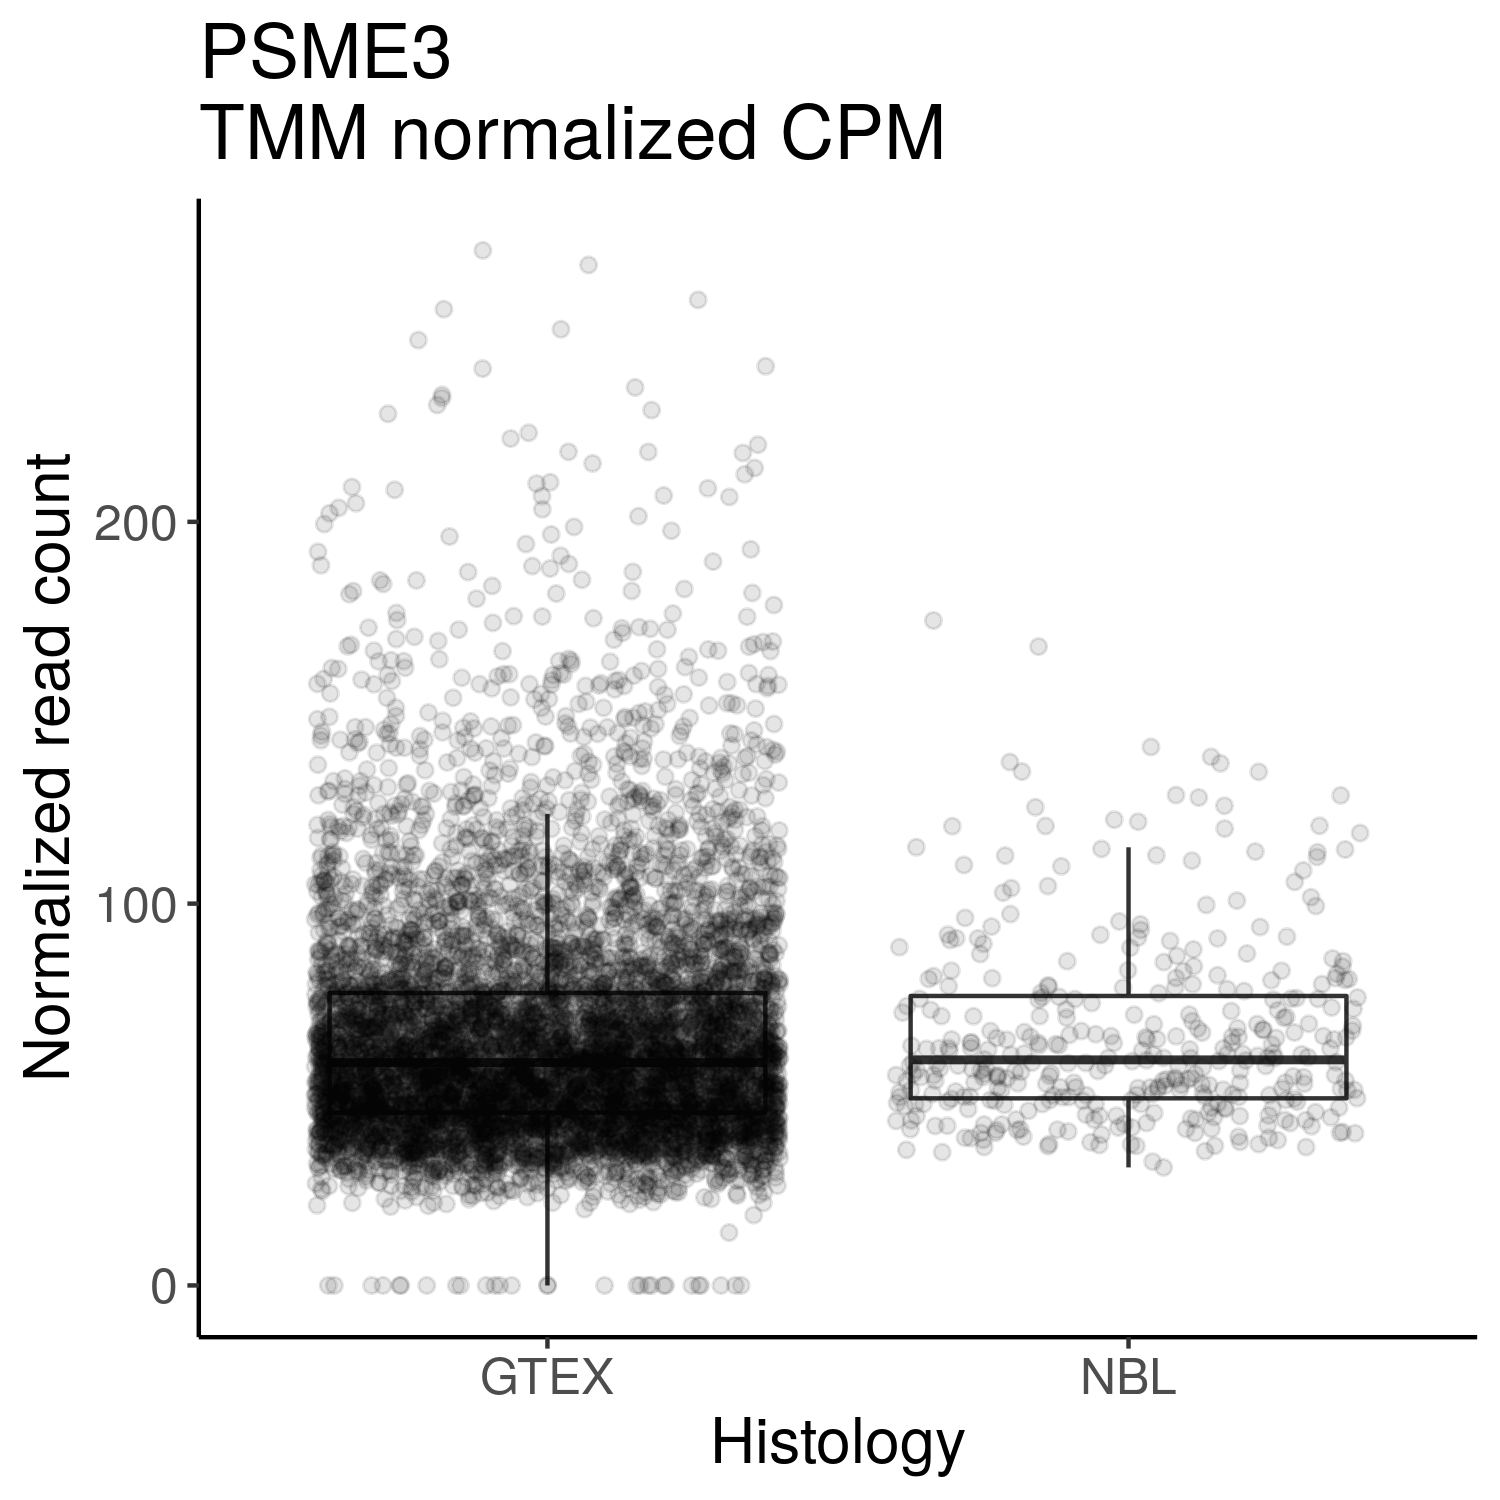 PSME3
TMM normalized CPM
Normalized read count
200
100
0
GTEX
NBL
Histology